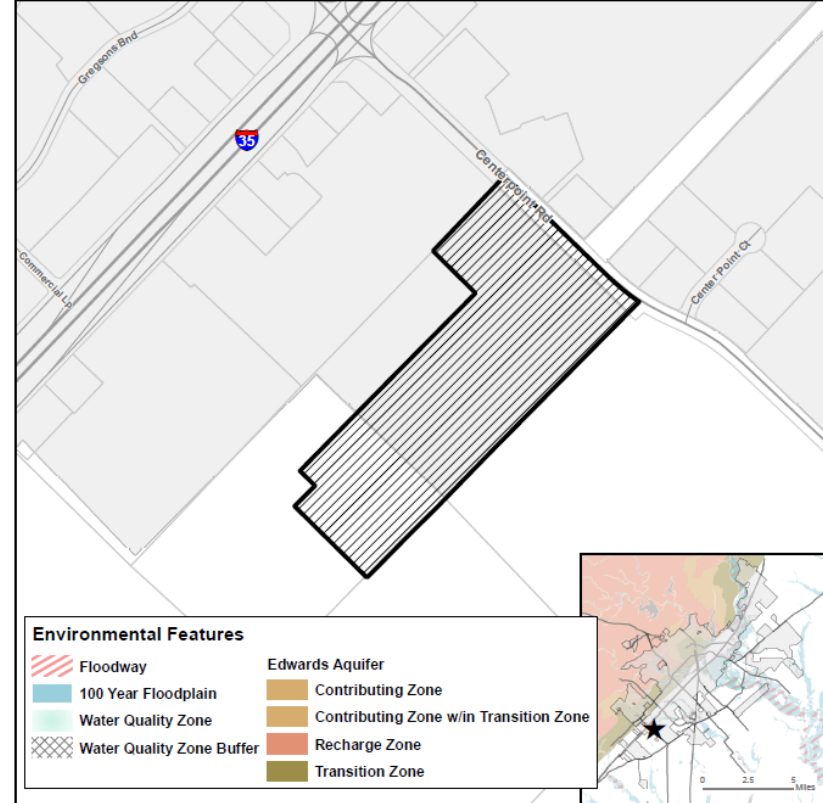 Gregsons Bnd
35
Centerpoint Rd
Center Point Ct
Commercial Lp
Environmental Features
Floodway
100 Year Floodplain
Water Quality Zone
Water Quality Zone Buffer
Edwards Aquifer
Contributing Zone
Contributing Zone w/in Transition Zone
Recharge Zone
Transition Zone
0 2.5 5
Miles